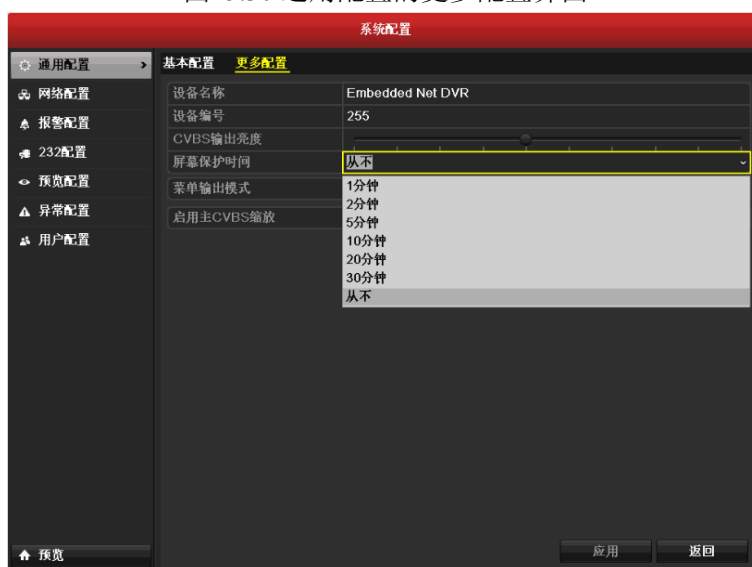 系统配置
通用配置
基本配置 更多配置
网络配置
报警配置
232配置
预览配置
异常配置
用户配置
设备名称 Embedded Net DVR
设备编号 255
CVBS输出亮度
屏幕保护时间 从不
菜单输出模式
启用主CVBS缩放
1分钟
2分钟
5分钟
10分钟
20分钟
30分钟
从不
预览
应用 返回